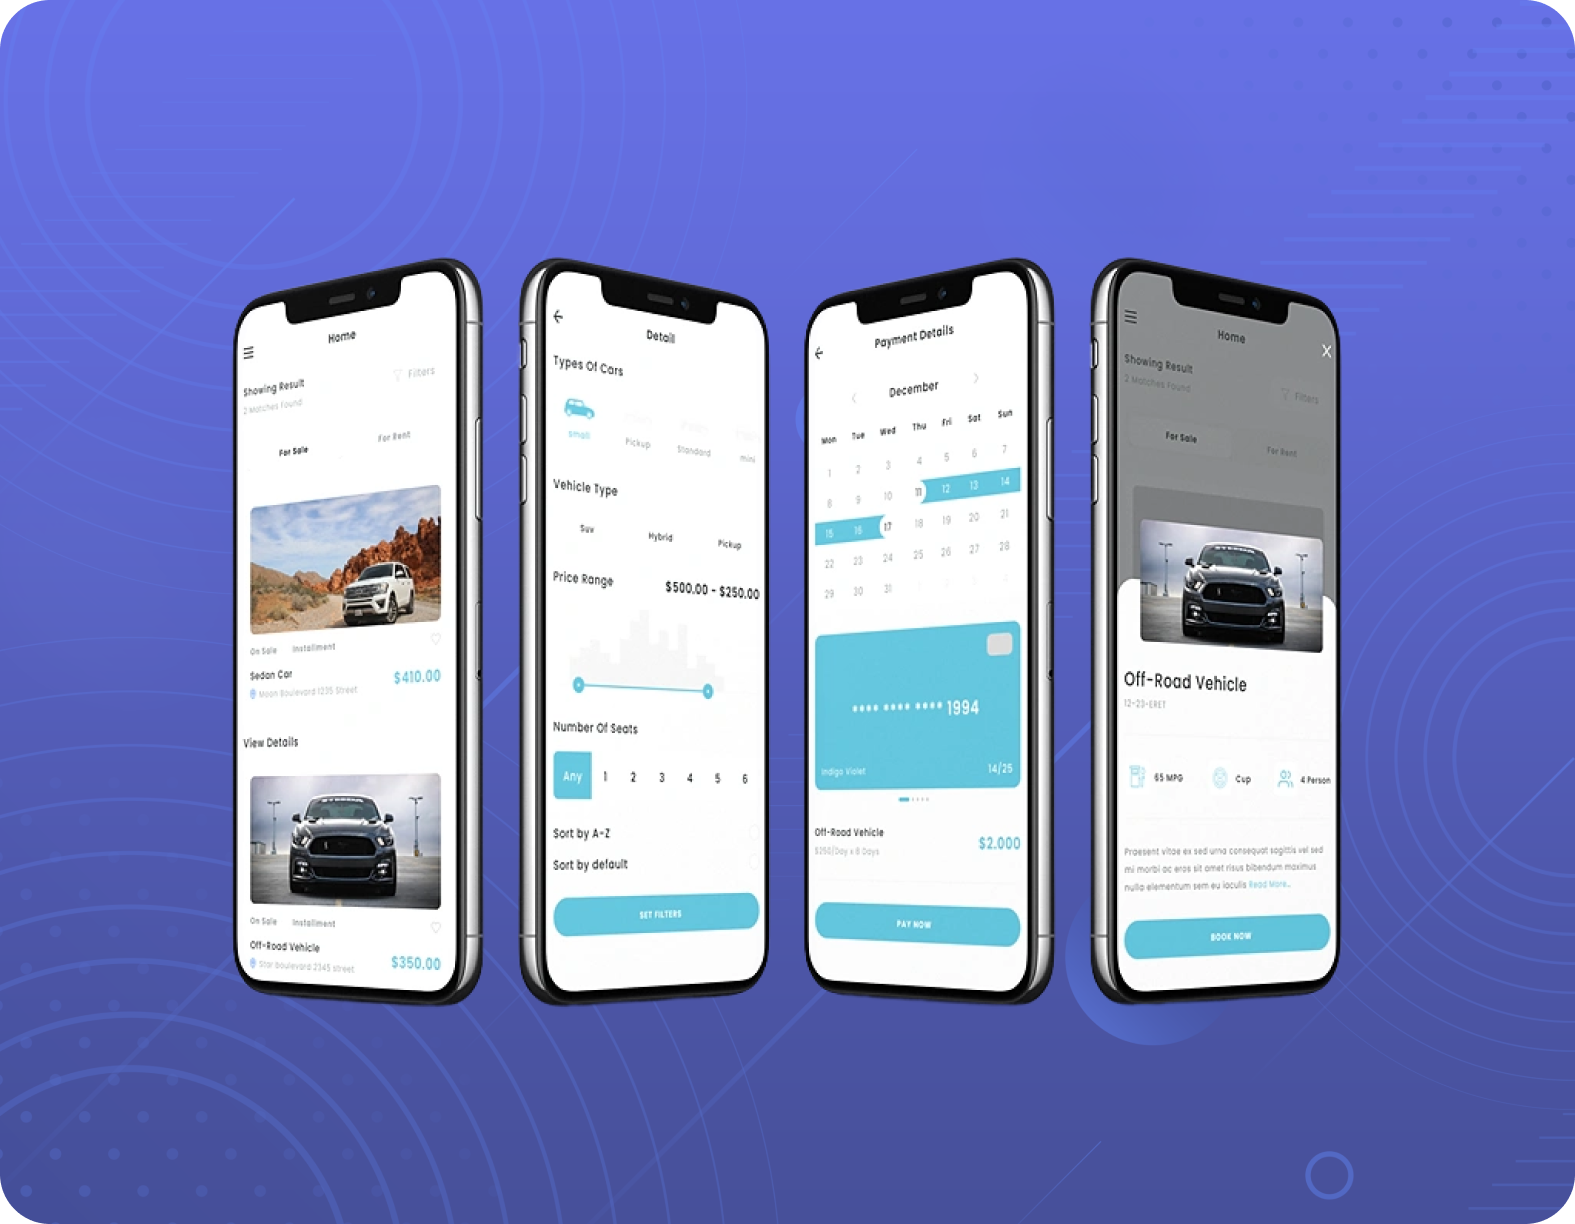 Home
Showing Result
2 Matches Found
Filters
For Sale
For Rent
On Sale Installment
Sedan Car
$410.00
Moon Boulevard 1235 Street
View Details
STEEDA
On Sale Installment
Off-Road Vehicle
$350.00
Star boulevard 2345 street
Detail
Types Of Cars
small
Pickup
Standard
mini
Vehicle Type
Suv
Hybrid
Pickup
Price Range
$500.00 - $250.00
Number Of Seats
Any 1 2 3 4 5 6
Sort by A-Z
Sort by default
SET FILTERS
Payment Details
December
Mon Tue Wed Thu Fri Sat Sun
1 2 3 4 5 6 7
8 9 10 11 12 13 14
15 16 17 18 19 20 21
22 23 24 25 26 27 28
29 30 31
•••• •••• •••• 1994
Indigo Violet
14/25
Off-Road Vehicle
$250/Day x 8 Days
$2.000
PAY NOW
Home
Showing Result
2 Matches Found
Filters
For Sale
For Rent
STEEDA
Off-Road Vehicle
12-23-ERET
65 MPG
Cup
4 Person
Praesent vitae ex sed urna consequat sagittis vel sed
mi morbi ac eros sit amet risus bibendum maximus
nulla elementum sem eu iaculis Read More..
BOOK NOW